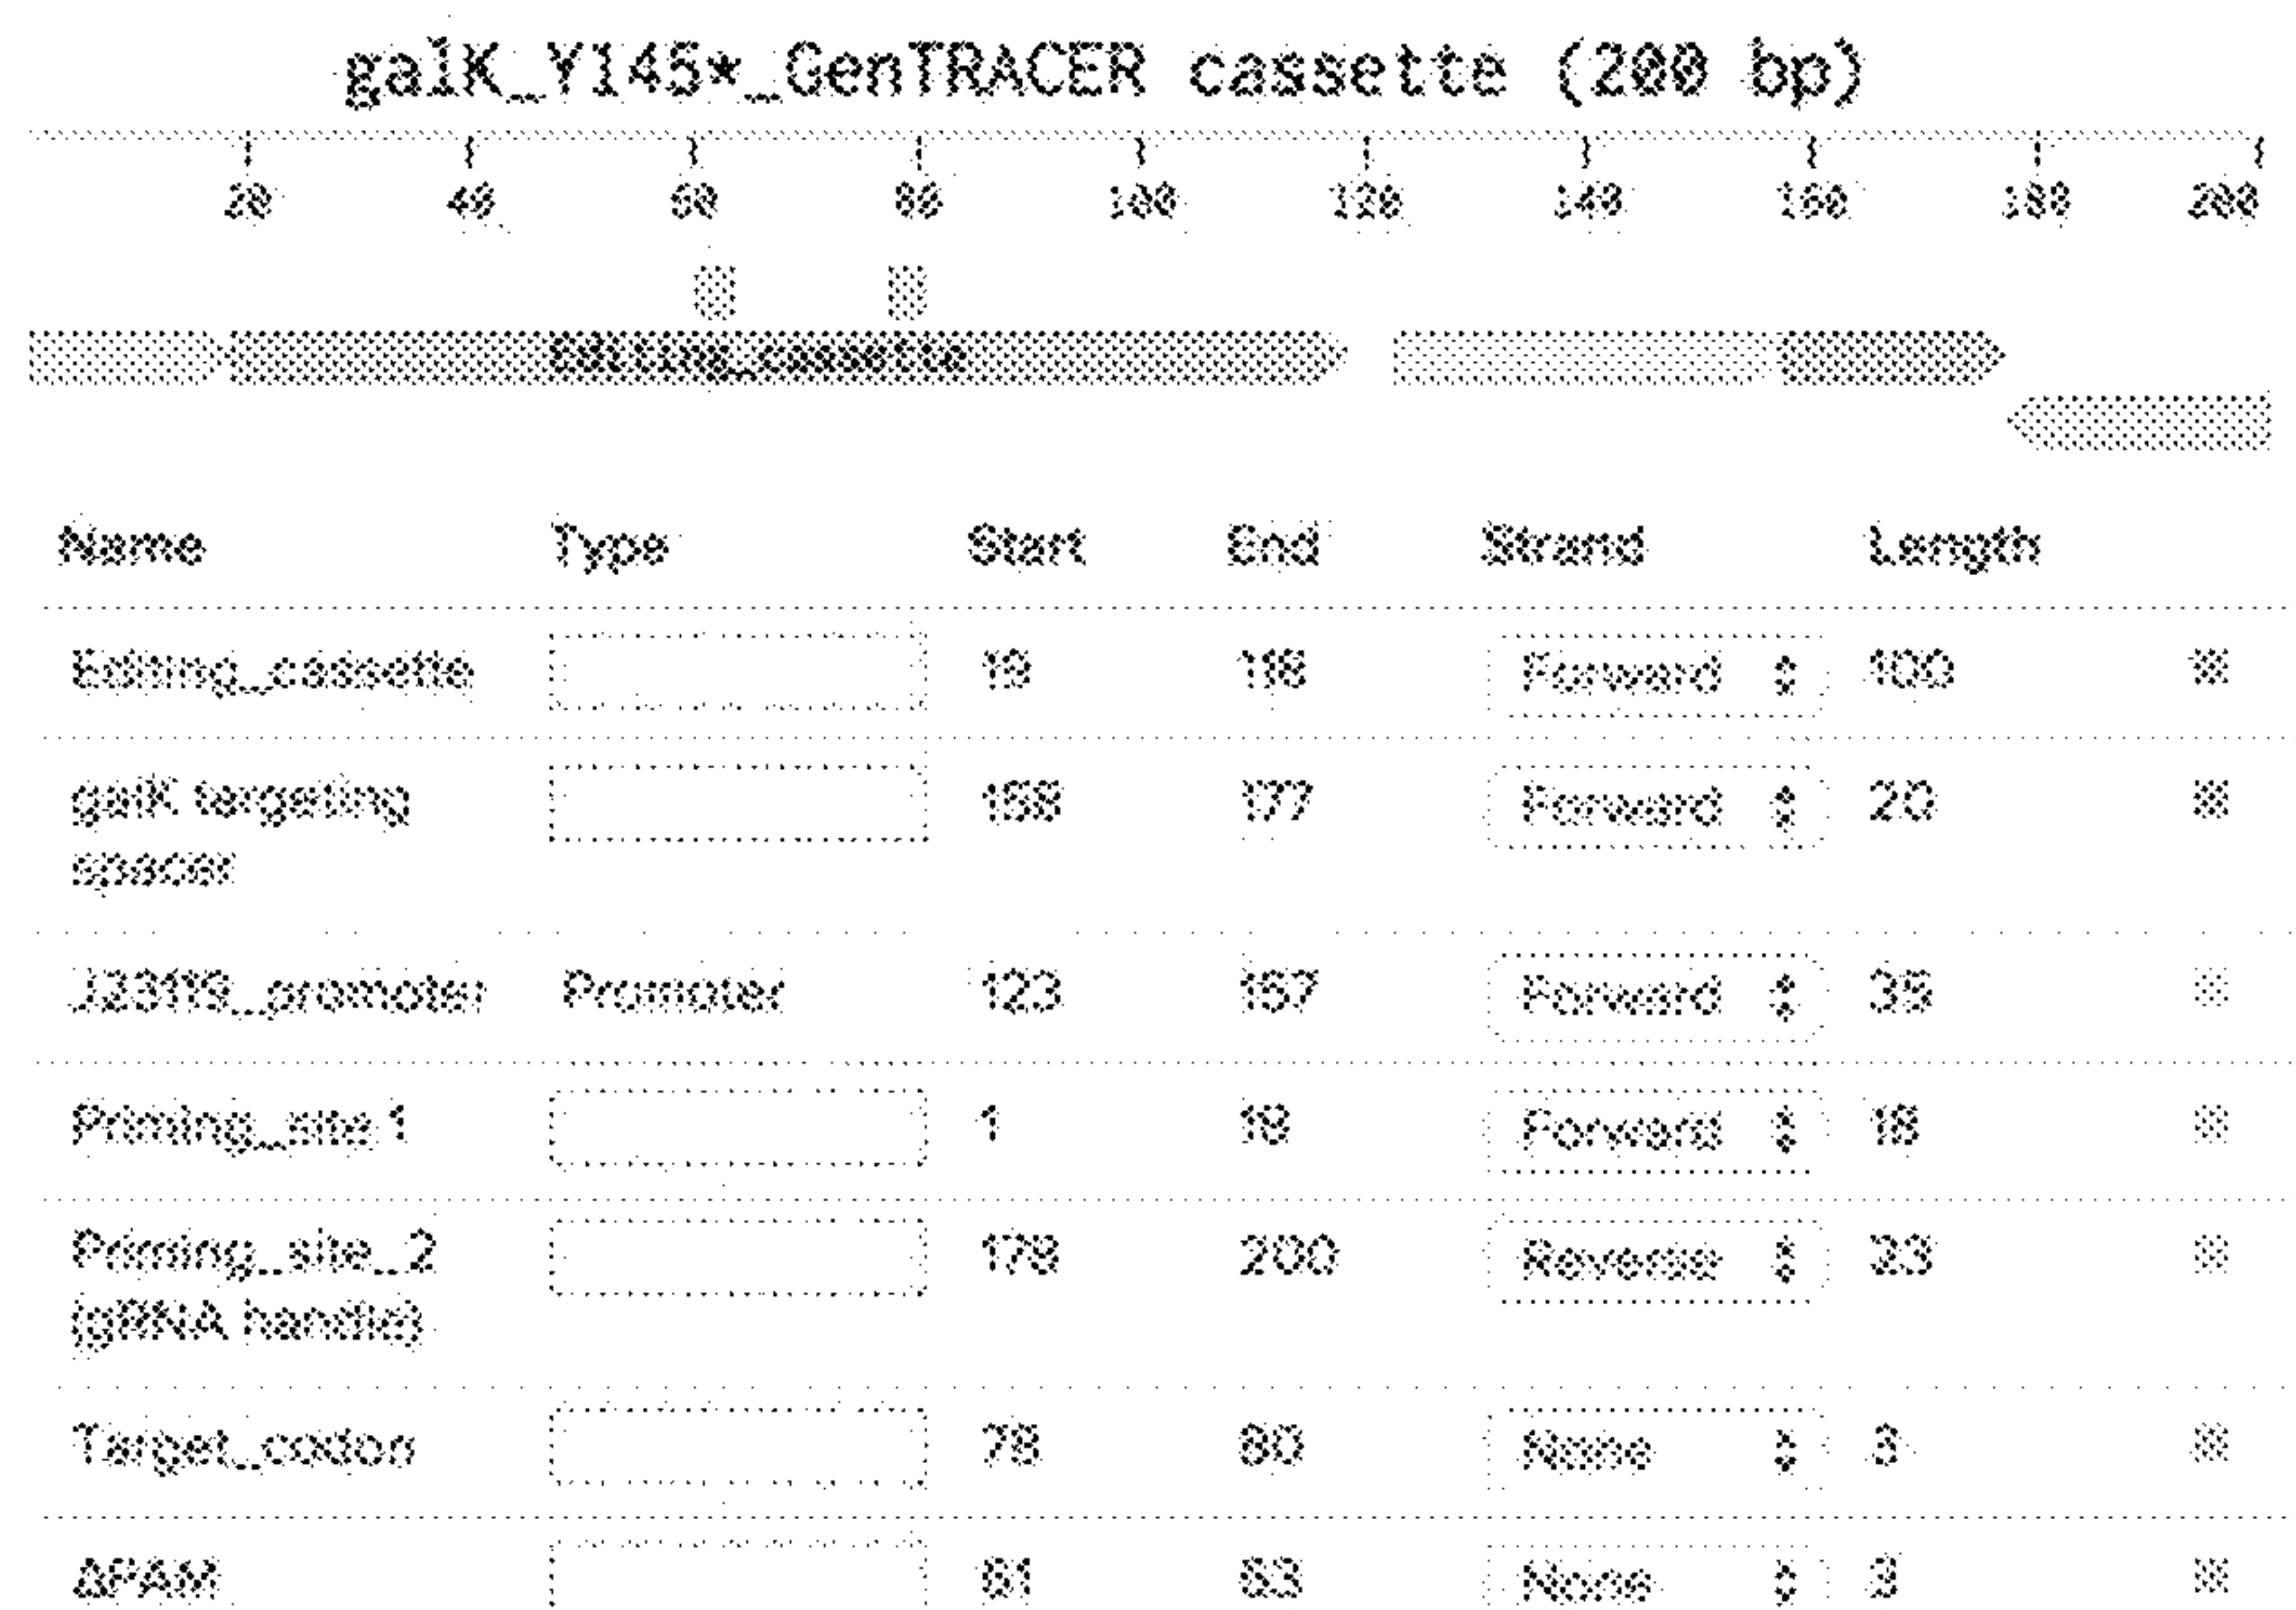 galK_Y145*_GenTRACER cassette (200 bp)
20 40 60 80 100 120 140 160 180 200
Editing_cassette
Name Type Start End Strand Length
Editing_cassette 19 118 Forward 100
galK targeting 158 177 Forward 20
spacer
J23119_promoter Promoter 123 157 Forward 35
Priming_site 1 1 18 Forward 18
Priming_site_2 178 200 Reverse 23
(gRNA handle)
Target_codon 78 80 None 3
ΔPAM 61 63 None 3